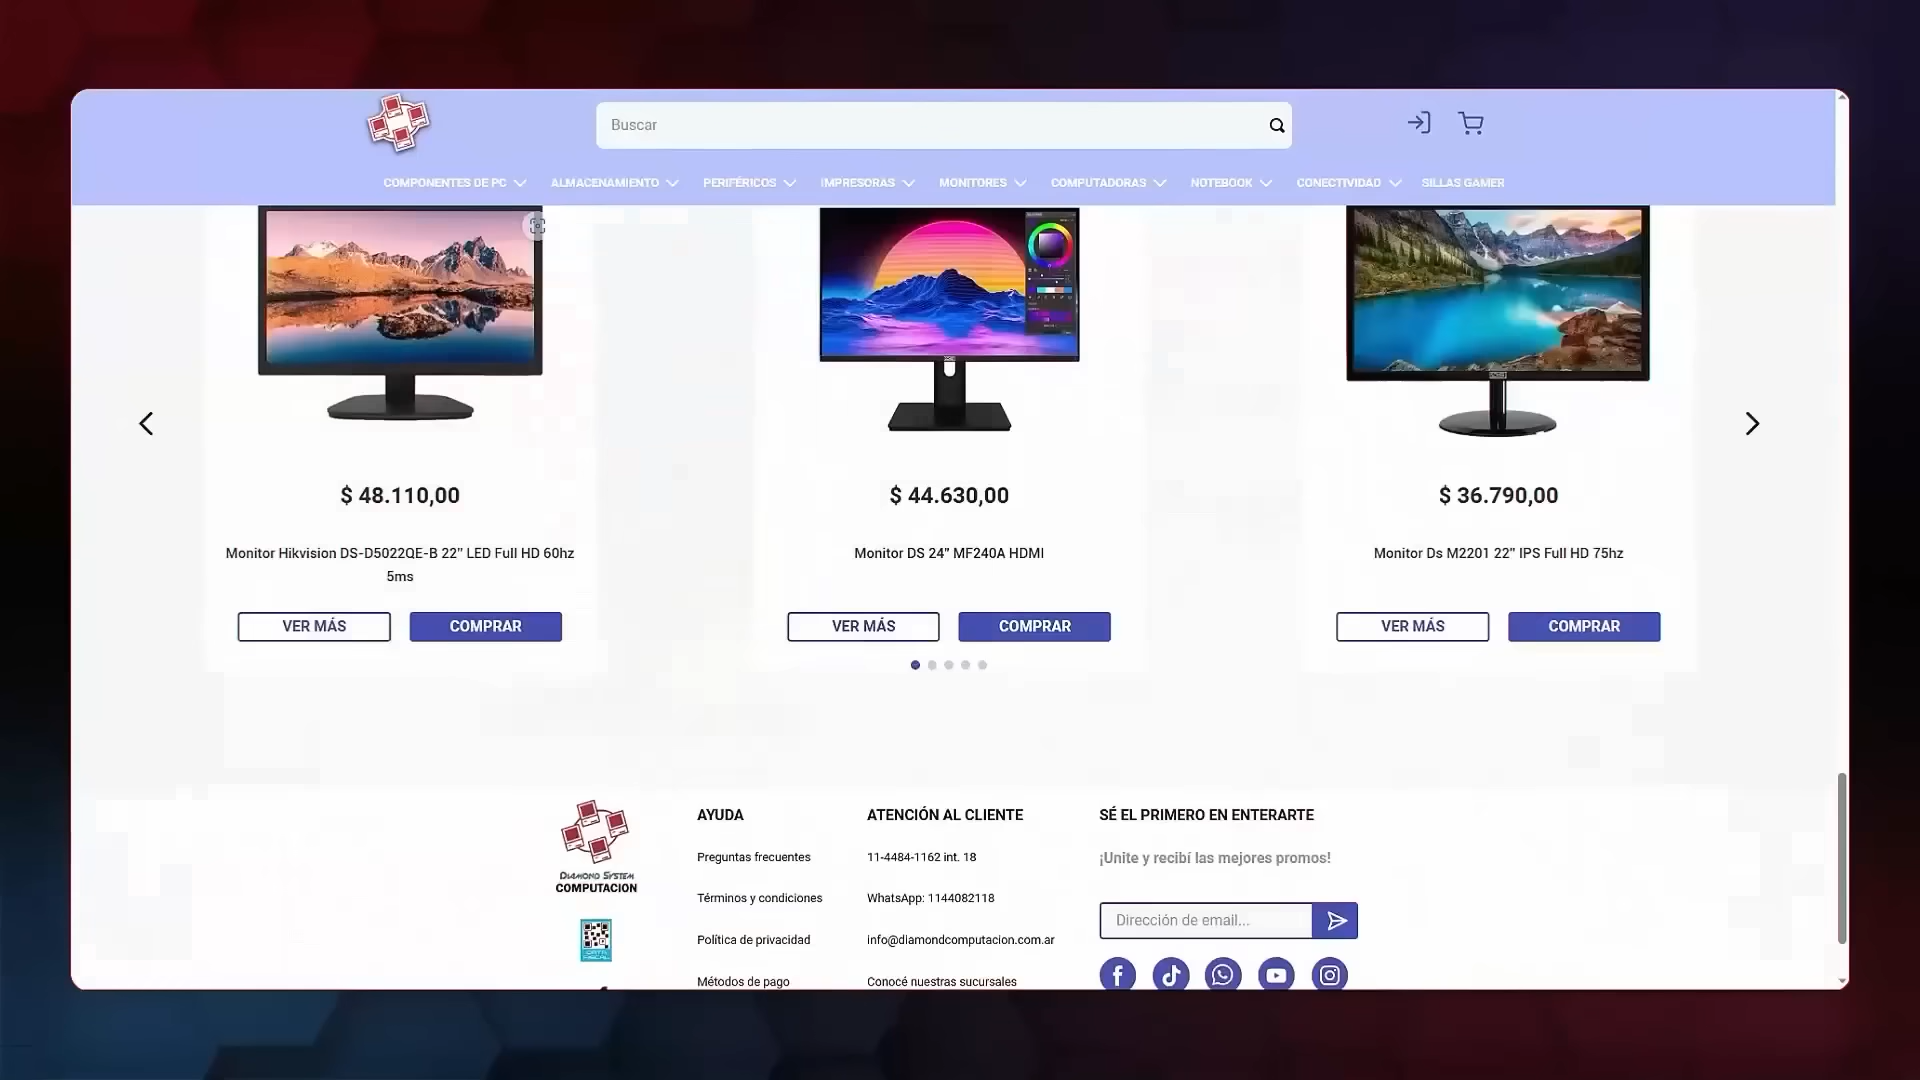 Buscar
COMPONENTES DE PC ALMACENAMIENTO PERIFÉRICOS IMPRESORAS MONITORES COMPUTADORAS NOTEBOOK CONECTIVIDAD SILLAS GAMER
$ 48.110,00
Monitor Hikvision DS-D5022QE-B 22" LED Full HD 60hz
5ms
VER MÁS COMPRAR
$ 44.630,00
Monitor DS 24" MF240A HDMI
VER MÁS COMPRAR
$ 36.790,00
Monitor Ds M2201 22" IPS Full HD 75hz
VER MÁS COMPRAR
DIAMOND SYSTEM
COMPUTACION
DATA
FISCAL
AYUDA
Preguntas frecuentes
Términos y condiciones
Política de privacidad
Métodos de pago
ATENCIÓN AL CLIENTE
11-4484-1162 int. 18
WhatsApp: 1144082118
info@diamondcomputacion.com.ar
Conocé nuestras sucursales
SÉ EL PRIMERO EN ENTERARTE
¡Unite y recibí las mejores promos!
Dirección de email...